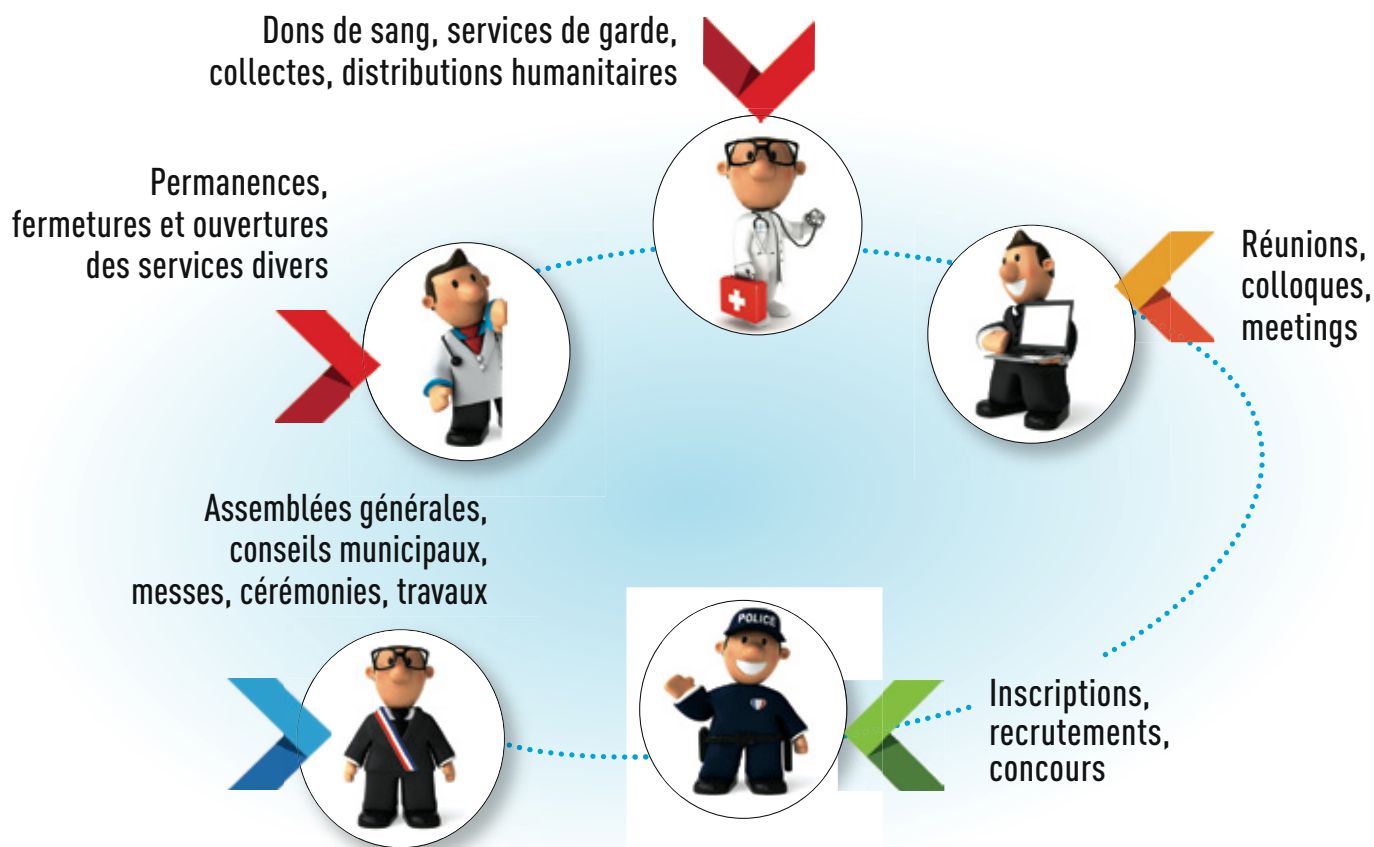 Dons de sang, services de garde,
collectes, distributions humanitaires
Permanences,
fermetures et ouvertures
des services divers
Réunions,
colloques,
meetings
Assemblées générales,
conseils municipaux,
messes, cérémonies, travaux
POLICE
Inscriptions,
recrutements,
concours